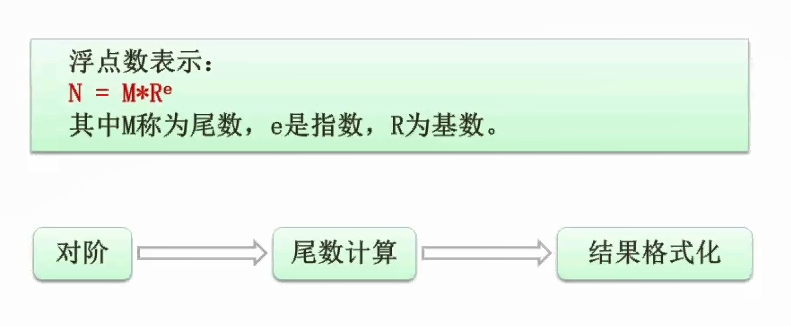 浮点数表示：
N = M*Rᵉ
其中M称为尾数，e是指数，R为基数。
对阶
尾数计算
结果格式化